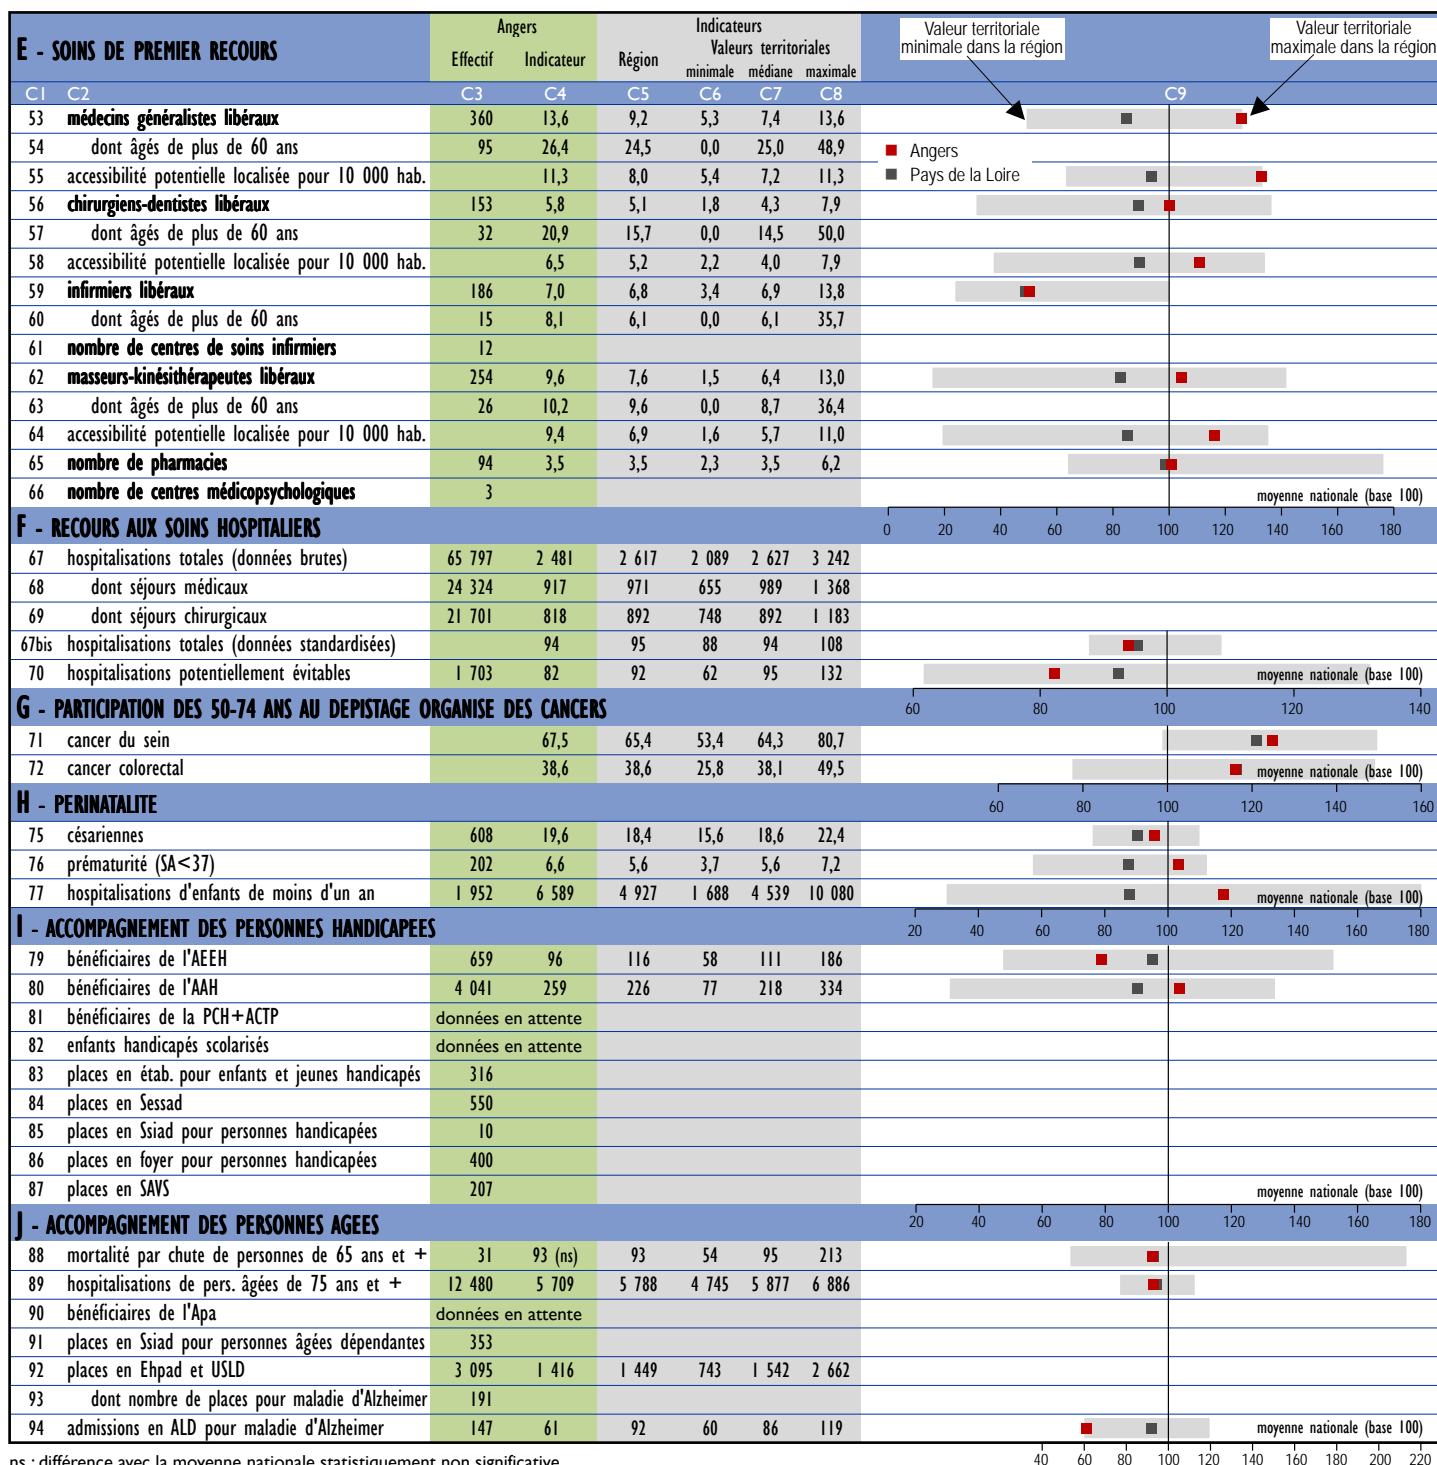 E - SOINS DE PREMIER RECOURS
Angers
Effectif Indicateur
Indicateurs
Région Valeurs territoriales
minimale médiane maximale
Valeur territoriale
minimale dans la région
Valeur territoriale
maximale dans la région
C1 C2 C3 C4 C5 C6 C7 C8 C9
53 médecins généralistes libéraux 360 13,6 9,2 5,3 7,4 13,6
54 dont âgés de plus de 60 ans 95 26,4 24,5 0,0 25,0 48,9
Angers
55 accessibilité potentielle localisée pour 10 000 hab. 11,3 8,0 5,4 7,2 11,3
Pays de la Loire
56 chirurgiens-dentistes libéraux 153 5,8 5,1 1,8 4,3 7,9
57 dont âgés de plus de 60 ans 32 20,9 15,7 0,0 14,5 50,0
58 accessibilité potentielle localisée pour 10 000 hab. 6,5 5,2 2,2 4,0 7,9
59 infirmiers libéraux 186 7,0 6,8 3,4 6,9 13,8
60 dont âgés de plus de 60 ans 15 8,1 6,1 0,0 6,1 35,7
61 nombre de centres de soins infirmiers 12
62 masseurs-kinésithérapeutes libéraux 254 9,6 7,6 1,5 6,4 13,0
63 dont âgés de plus de 60 ans 26 10,2 9,6 0,0 8,7 36,4
64 accessibilité potentielle localisée pour 10 000 hab. 9,4 6,9 1,6 5,7 11,0
65 nombre de pharmacies 94 3,5 3,5 2,3 3,5 6,2
66 nombre de centres médicopsychologiques 3 moyenne nationale (base 100)
F - RECOURS AUX SOINS HOSPITALIERS 0 20 40 60 80 100 120 140 160 180
67 hospitalisations totales (données brutes) 65 797 2 481 2 617 2 089 2 627 3 242
68 dont séjours médicaux 24 324 917 971 655 989 1 368
69 dont séjours chirurgicaux 21 701 818 892 748 892 1 183
67bis hospitalisations totales (données standardisées) 94 95 88 94 108
70 hospitalisations potentiellement évitables 1 703 82 92 62 95 132 moyenne nationale (base 100)
G - PARTICIPATION DES 50-74 ANS AU DEPISTAGE ORGANISE DES CANCERS 60 80 100 120 140
71 cancer du sein 67,5 65,4 53,4 64,3 80,7
72 cancer colorectal 38,6 38,6 25,8 38,1 49,5 moyenne nationale (base 100)
H - PERINATALITE 60 80 100 120 140 160
75 césariennes 608 19,6 18,4 15,6 18,6 22,4
76 prématurité (SA<37) 202 6,6 5,6 3,7 5,6 7,2
77 hospitalisations d'enfants de moins d'un an 1 952 6 589 4 927 1 688 4 539 10 080 moyenne nationale (base 100)
I - ACCOMPAGNEMENT DES PERSONNES HANDICAPEES 20 40 60 80 100 120 140 160 180
79 bénéficiaires de l'AEEH 659 96 116 58 111 186
80 bénéficiaires de l'AAH 4 041 259 226 77 218 334
81 bénéficiaires de la PCH+ACTP données en attente
82 enfants handicapés scolarisés données en attente
83 places en étab. pour enfants et jeunes handicapés 316
84 places en Sessad 550
85 places en Ssiad pour personnes handicapées 10
86 places en foyer pour personnes handicapées 400
87 places en SAVS 207 moyenne nationale (base 100)
J - ACCOMPAGNEMENT DES PERSONNES AGEES 20 40 60 80 100 120 140 160 180
88 mortalité par chute de personnes de 65 ans et + 31 93 (ns) 93 54 95 213
89 hospitalisations de pers. âgées de 75 ans et + 12 480 5 709 5 788 4 745 5 877 6 886
90 bénéficiaires de l'Apa données en attente
91 places en Ssiad pour personnes âgées dépendantes 353
92 places en Ehpad et USLD 3 095 1 416 1 449 743 1 542 2 662
93 dont nombre de places pour maladie d'Alzheimer 191
94 admissions en ALD pour maladie d'Alzheimer 147 61 92 60 86 119 moyenne nationale (base 100)
40 60 80 100 120 140 160 180 200 220
ns : différence avec la moyenne nationale statistiquement non significative